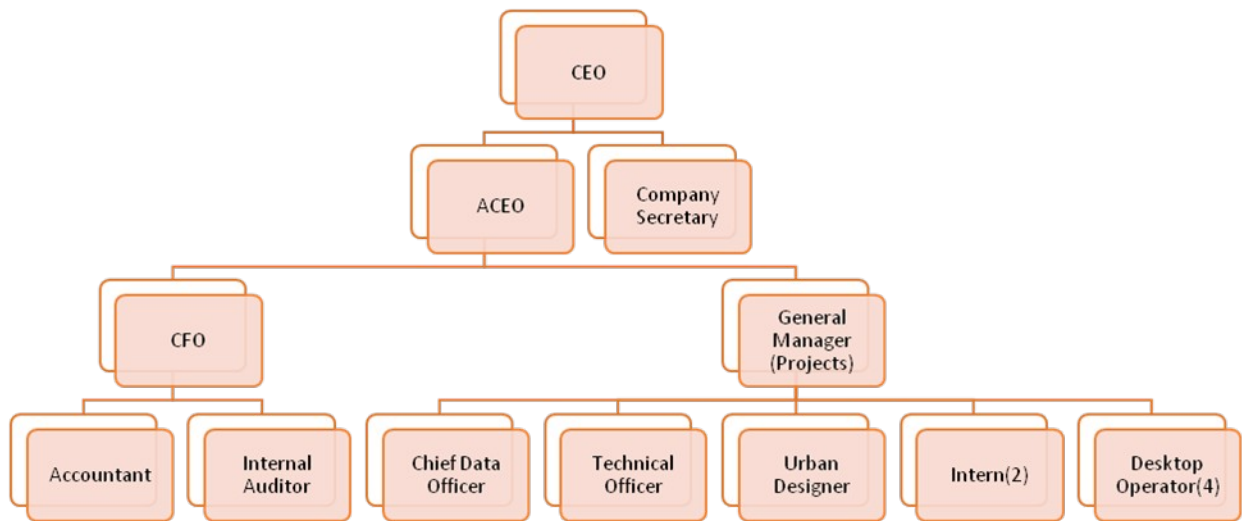 CEO
ACEO
Company
Secretary
CFO
General
Manager
(Projects)
Accountant
Internal
Auditor
Chief Data
Officer
Technical
Officer
Urban
Designer
Intern(2)
Desktop
Operator(4)